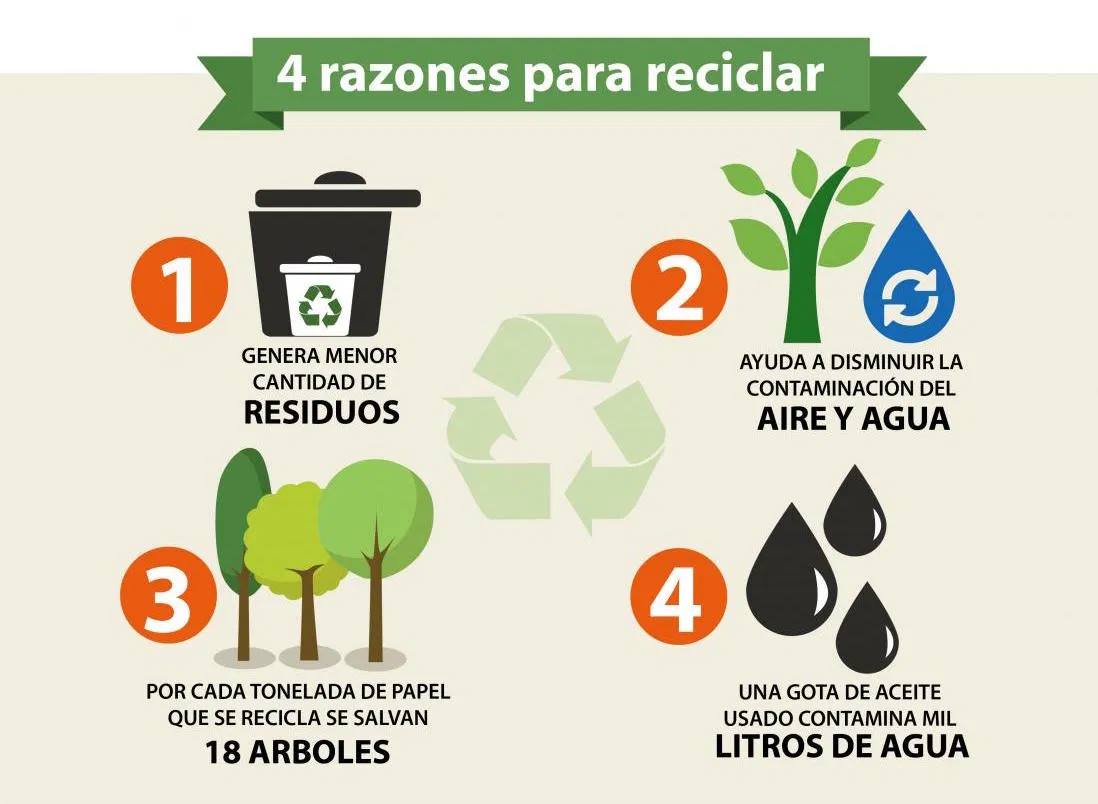 4 razones para reciclar
1
GENERA MENOR
CANTIDAD DE
RESIDUOS
2
AYUDA A DISMINUIR LA
CONTAMINACIÓN DEL
AIRE Y AGUA
3
POR CADA TONELADA DE PAPEL
QUE SE RECICLA SE SALVAN
18 ARBOLES
4
UNA GOTA DE ACEITE
USADO CONTAMINA MIL
LITROS DE AGUA